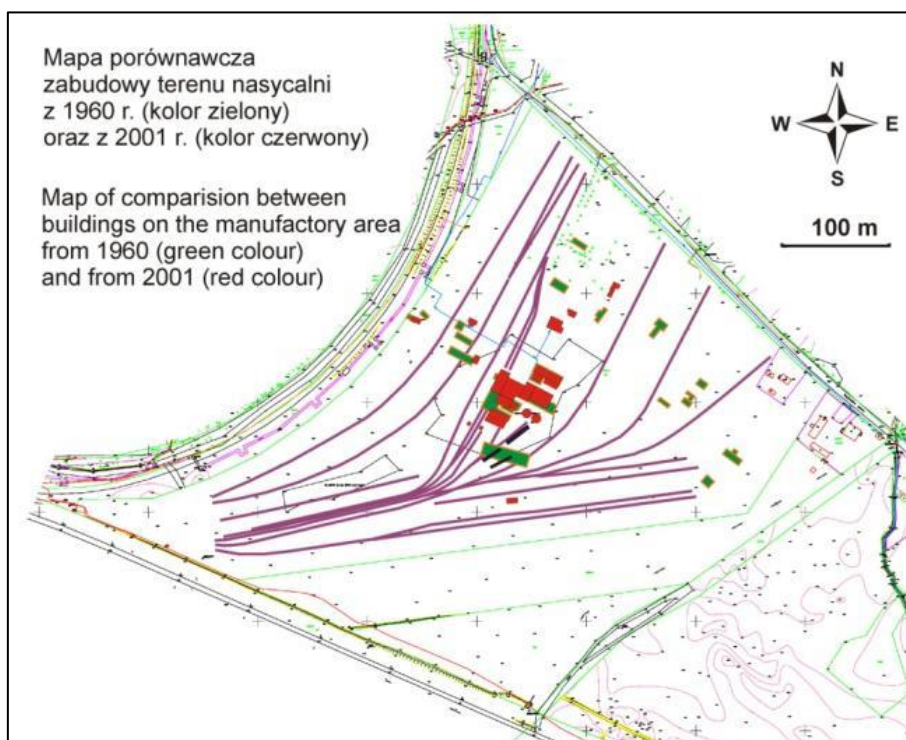 Mapa porównawcza
zabudowy terenu nasycalni
z 1960 r. (kolor zielony)
oraz z 2001 r. (kolor czerwony)
Map of comparision between
buildings on the manufactory area
from 1960 (green colour)
and from 2001 (red colour)
N
W E
S
100 m